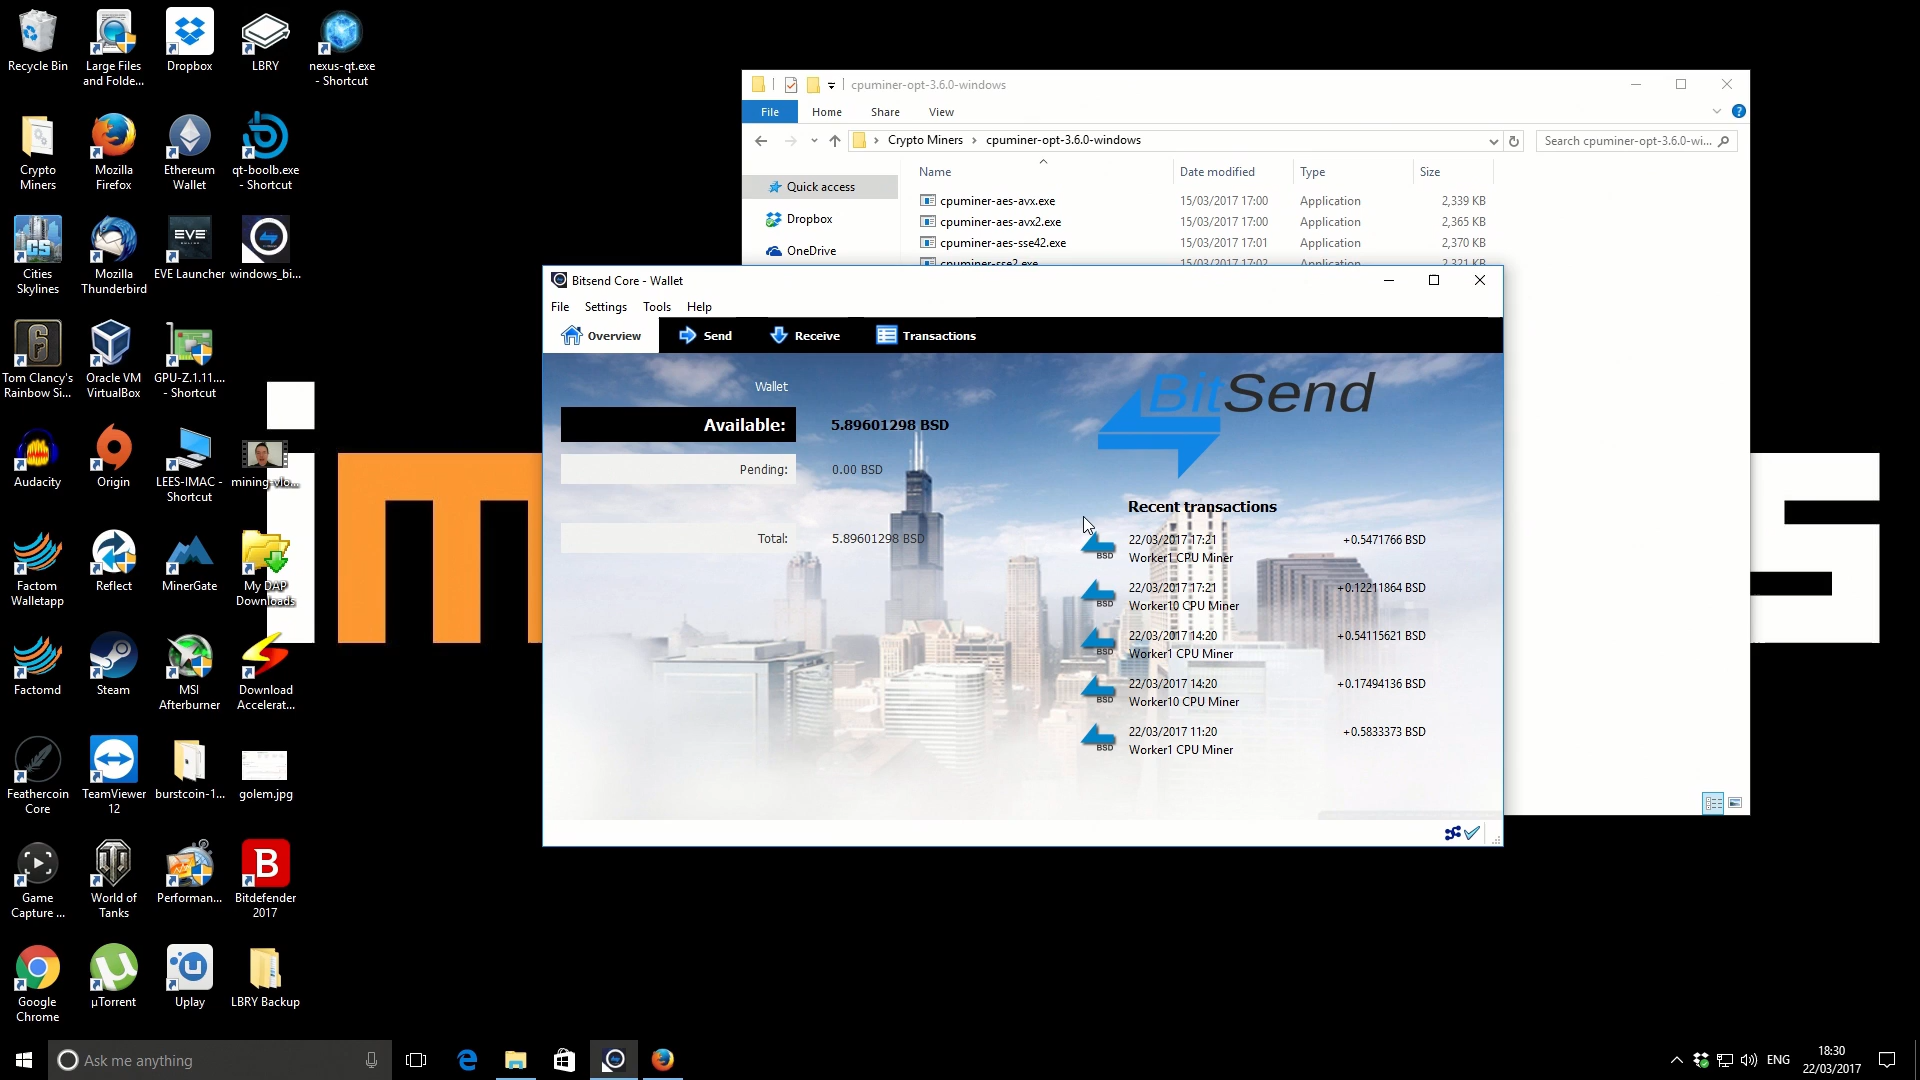 Recycle Bin
Large Files
and Folde...
Dropbox
LBRY
nexus-qt.exe
- Shortcut
Crypto
Miners
Mozilla
Firefox
Ethereum
Wallet
qt-boolb.exe
- Shortcut
Cities
Skylines
Mozilla
Thunderbird
EVE
EVE Launcher
windows_bi...
Tom Clancy's
Rainbow Si...
Oracle VM
VirtualBox
GPU-Z.1.11....
- Shortcut
Audacity
Origin
LEES-IMAC -
Shortcut
mining-vlo...
Factom
Walletapp
Reflect
MinerGate
My DAP
Downloads
Factomd
Steam
MSI
Afterburner
Download
Accelerat...
Feathercoin
Core
TeamViewer
12
burstcoin-1...
golem.jpg
Game
Capture ...
World of
Tanks
Performan...
Bitdefender
2017
Google
Chrome
µTorrent
Uplay
LBRY Backup
cpuminer-opt-3.6.0-windows
File Home Share View
Crypto Miners > cpuminer-opt-3.6.0-windows
Search cpuminer-opt-3.6.0-wi...
Quick access
Dropbox
OneDrive
Name Date modified Type Size
cpuminer-aes-avx.exe 15/03/2017 17:00 Application 2,339 KB
cpuminer-aes-avx2.exe 15/03/2017 17:00 Application 2,365 KB
cpuminer-aes-sse42.exe 15/03/2017 17:01 Application 2,370 KB
cpuminer-sse2.exe 15/03/2017 17:02 Application 2,321 KB
Bitsend Core - Wallet
File Settings Tools Help
Overview Send Receive Transactions
Wallet
Available: 5.89601298 BSD
Pending: 0.00 BSD
Total: 5.89601298 BSD
BitSend
Recent transactions
22/03/2017 17:21 +0.5471766 BSD
Worker1 CPU Miner
22/03/2017 17:21 +0.12211864 BSD
Worker10 CPU Miner
22/03/2017 14:20 +0.54115621 BSD
Worker1 CPU Miner
22/03/2017 14:20 +0.17494136 BSD
Worker10 CPU Miner
22/03/2017 11:20 +0.5833373 BSD
Worker1 CPU Miner
Ask me anything
ENG
18:30
22/03/2017